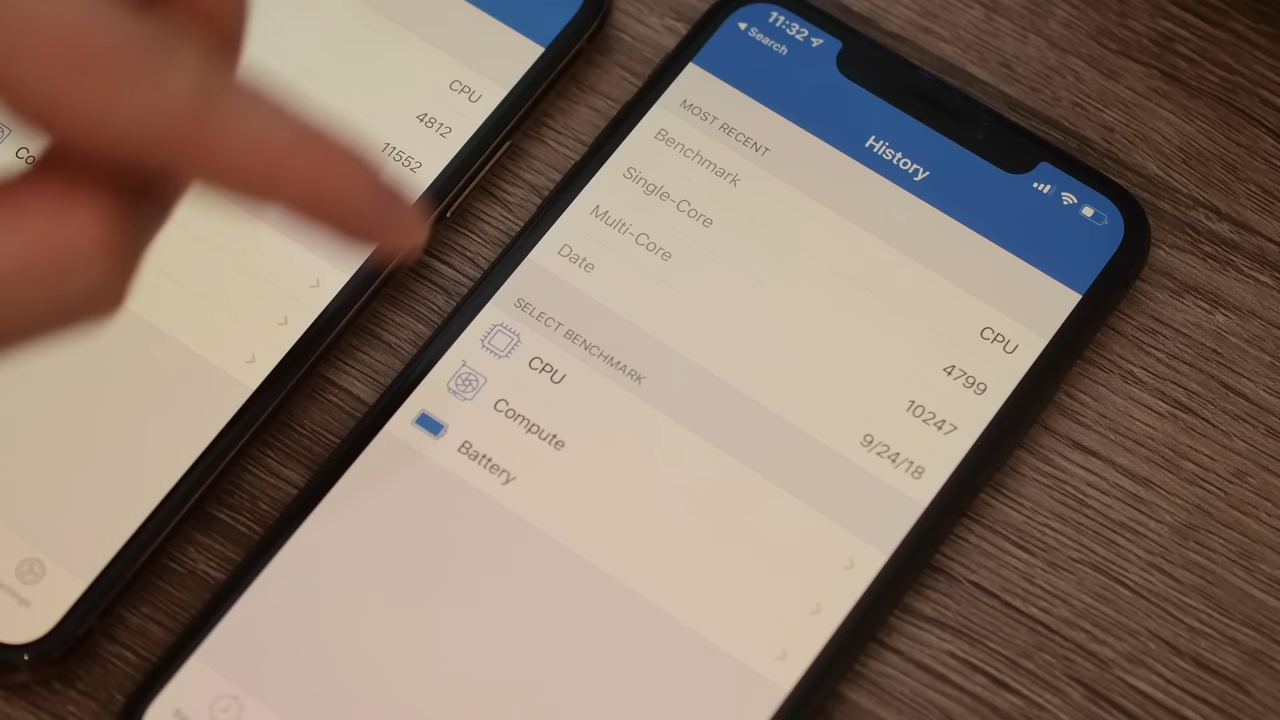 CPU
4812
11552
Co
11:32
Search
History
MOST RECENT
Benchmark CPU
Single-Core 4799
Multi-Core 10247
Date 9/24/18
SELECT BENCHMARK
CPU
Compute
Battery